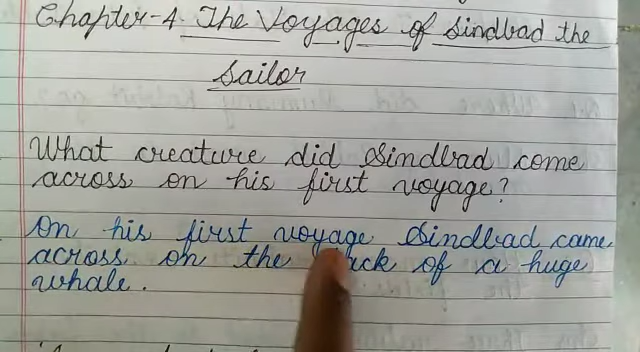 Chapter-4. The Voyages of Sindbad the
Sailor
What creature did Sindbad come
across on his first voyage?
On his first voyage Sindbad came
across on the back of a huge
whale.